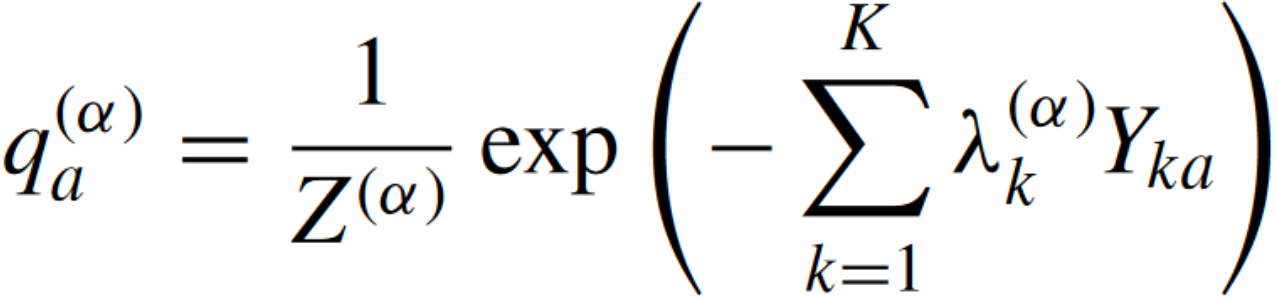 q_a^{(α)} = \frac{1}{Z^{(α)}} \exp\left(-\sum_{k=1}^{K} λ_k^{(α)} Y_{ka}\right)